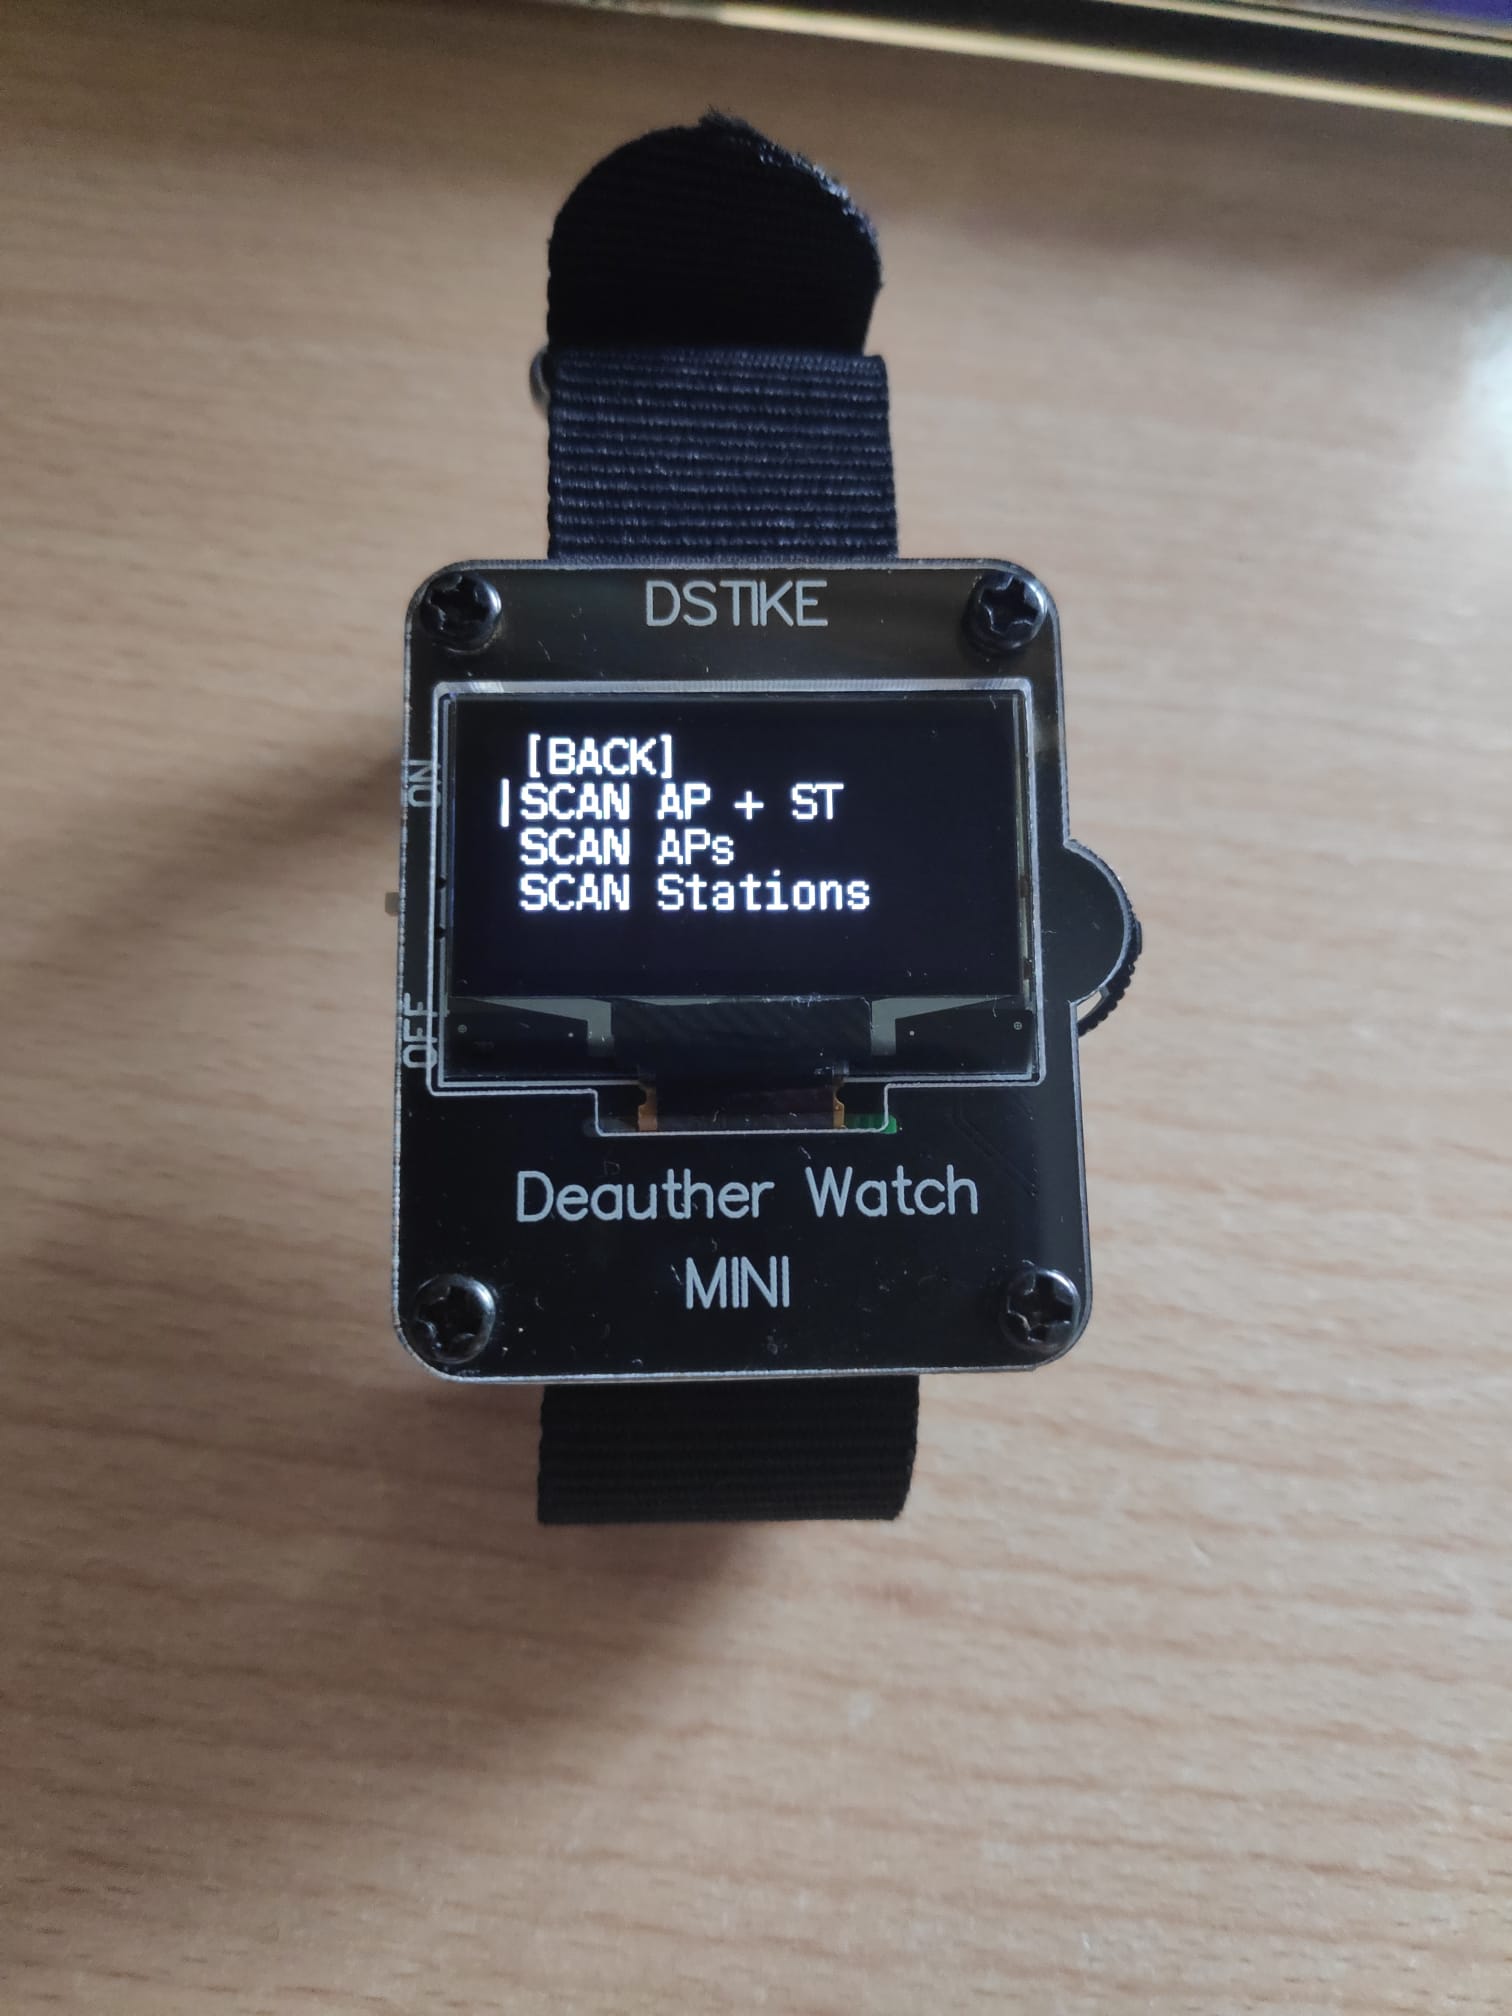 DSTIKE
ON
[BACK]
SCAN AP + ST
SCAN APs
SCAN Stations
OFF
Deauther Watch
MINI